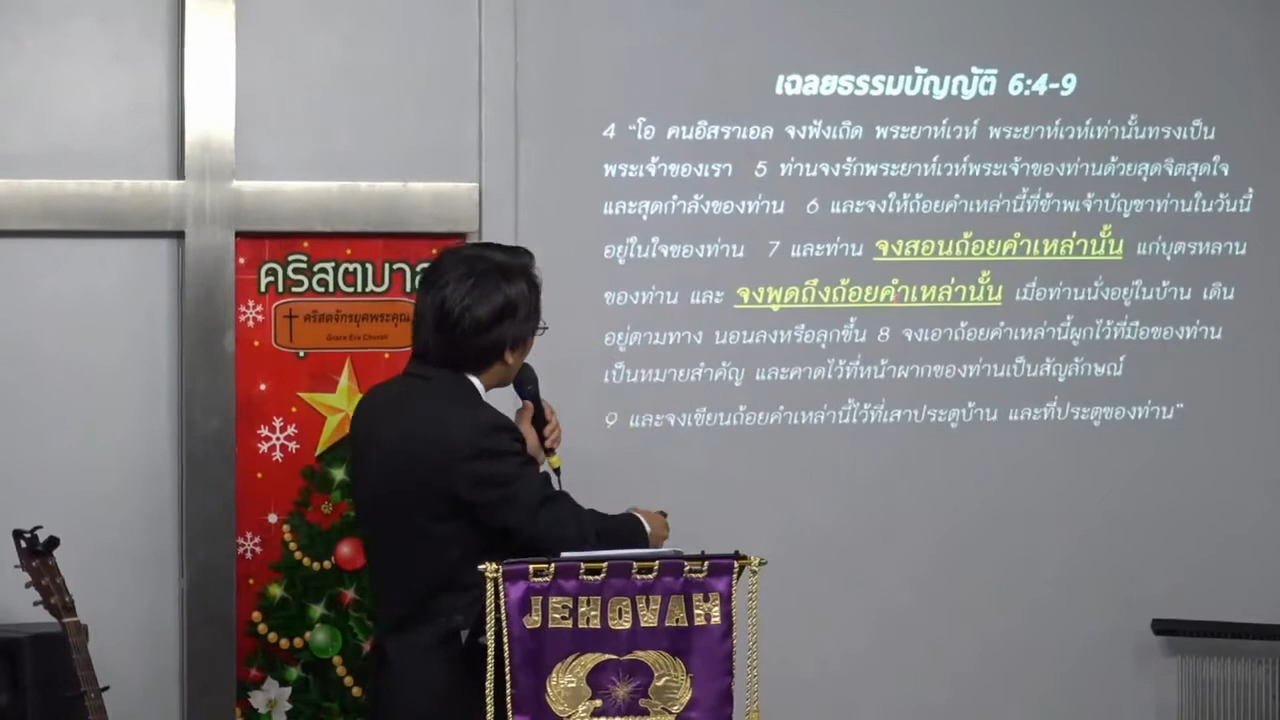 เฉลยธรรมบัญญัติ 6:4-9
4 “โอ คนอิสราเอล จงฟังเถิด พระยาห์เวห์ พระยาห์เวห์เท่านั้นทรงเป็น
พระเจ้าของเรา 5 ท่านจงรักพระยาห์เวห์พระเจ้าของท่านด้วยสุดจิตสุดใจ
และสุดกำลังของท่าน 6 และจงให้ถ้อยคำเหล่านี้ที่ข้าพเจ้าบัญชาท่านในวันนี้
อยู่ในใจของท่าน 7 และท่าน จงสอนถ้อยคำเหล่านั้น แก่บุตรหลาน
ของท่าน และ จงพูดถึงถ้อยคำเหล่านั้น เมื่อท่านนั่งอยู่ในบ้าน เดิน
อยู่ตามทาง นอนลงหรือลุกขึ้น 8 จงเอาถ้อยคำเหล่านี้ผูกไว้ที่มือของท่าน
เป็นหมายสำคัญ และคาดไว้ที่หน้าผากของท่านเป็นสัญลักษณ์
9 และจงเขียนถ้อยคำเหล่านี้ไว้ที่เสาประตูบ้าน และที่ประตูของท่าน”
คริสตมา
คริสตจักรยุคพระคุณ
Grace Era Church
JEHOVAH